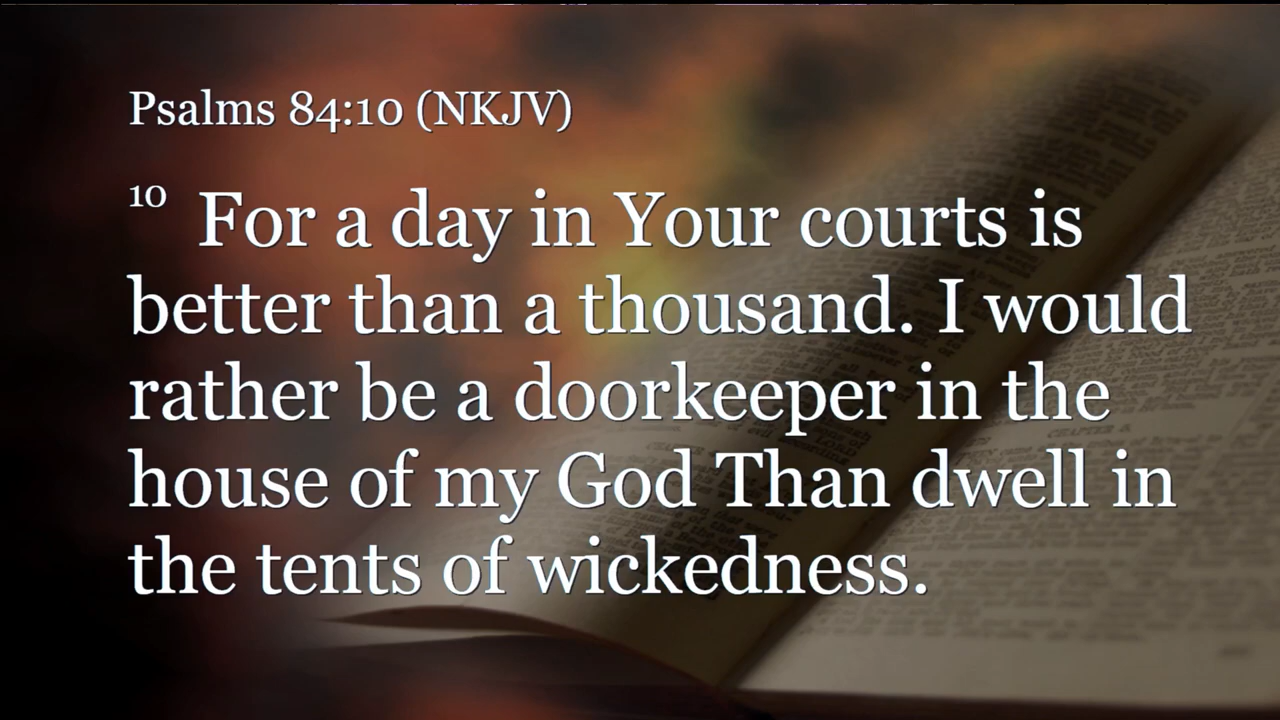 Psalms 84:10 (NKJV)
10 For a day in Your courts is
better than a thousand. I would
rather be a doorkeeper in the
house of my God Than dwell in
the tents of wickedness.